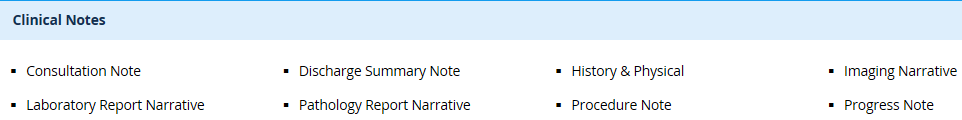 Clinical Notes
▪ Consultation Note ▪ Discharge Summary Note ▪ History & Physical ▪ Imaging Narrative
▪ Laboratory Report Narrative ▪ Pathology Report Narrative ▪ Procedure Note ▪ Progress Note